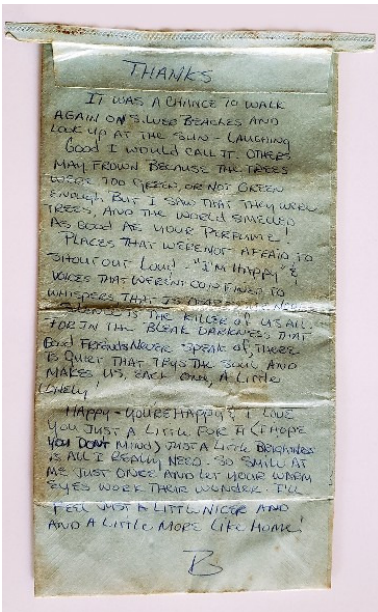 THANKS
IT WAS A CHANCE TO WALK
AGAIN ON SILVER BEACHES AND
LOOK UP AT THE SUN - LAUGHING
GOOD I WOULD CALL IT. OTHERS
MAY FROWN BECAUSE THE TREES
WERE TOO GREEN, OR NOT GREEN
ENOUGH. BUT I SAW THAT THEY WERE
TREES, AND THE WORLD SMELLED
AS GOOD AS YOUR PERFUME!
PLACES THAT WERE NOT AFRAID TO
SHOUT OUT LOUD "I'M HAPPY" &
VOICES THAT WEREN'T CONFINED TO
WHISPERS THAT
IS THE KILLER OF US ALL.
FOR IN THE BLEAK DARKNESS THAT
GOOD FRIENDS NEVER SPEAK OF, THERE
IS QUIET THAT TRYS THE SOUL AND
MAKES US, EACH ONE, A LITTLE
LONELY!
HAPPY - YOU'RE HAPPY & I LOVE
YOU JUST A LITTLE FOR IT (I HOPE
YOU DON'T MIND) JUST A LITTLE BRIGHTNESS
IS ALL I REALLY NEED. SO SMILE AT
ME JUST ONCE AND LET YOUR WARM
EYES WORK THEIR WONDER. I'LL
FEEL JUST A LITTLE NICER AND
AND A LITTLE MORE LIKE HOME!
B